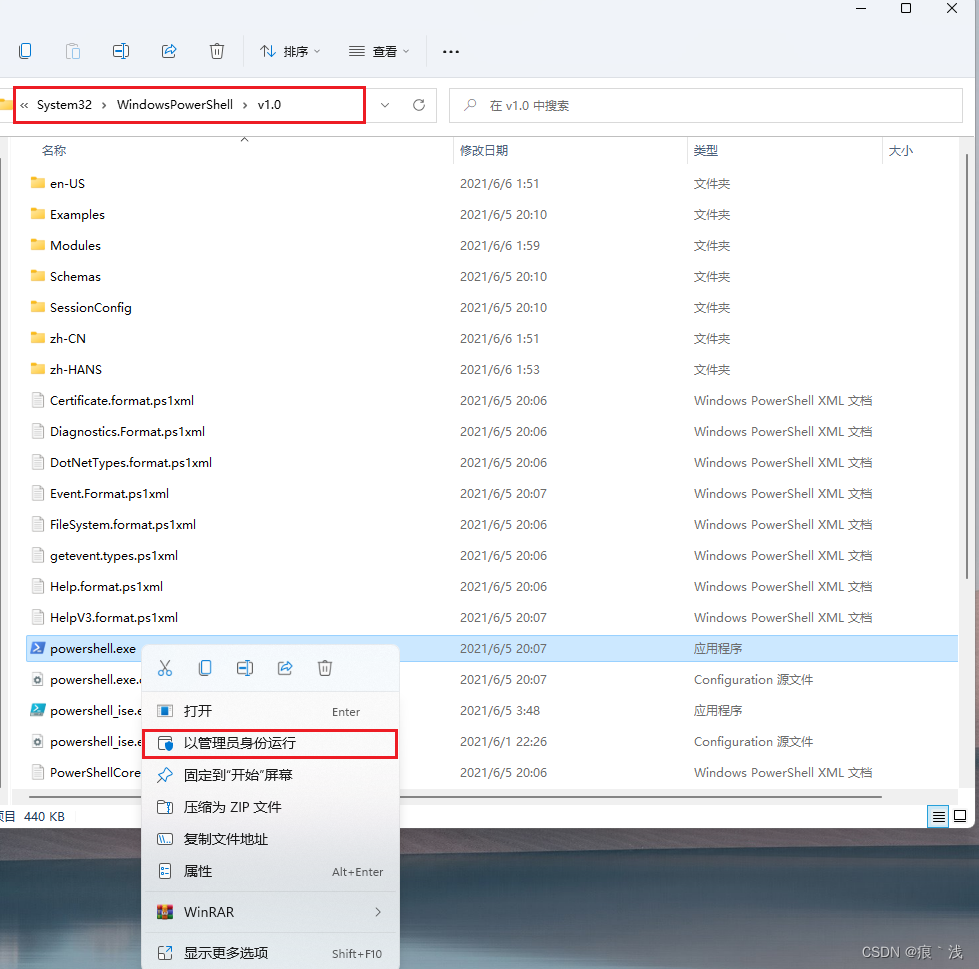 排序 查看
« System32 > WindowsPowerShell > v1.0 在 v1.0 中搜索
名称 修改日期 类型 大小
en-US 2021/6/6 1:51 文件夹
Examples 2021/6/5 20:10 文件夹
Modules 2021/6/6 1:59 文件夹
Schemas 2021/6/5 20:10 文件夹
SessionConfig 2021/6/5 20:10 文件夹
zh-CN 2021/6/6 1:51 文件夹
zh-HANS 2021/6/6 1:53 文件夹
Certificate.format.ps1xml 2021/6/5 20:06 Windows PowerShell XML 文档
Diagnostics.Format.ps1xml 2021/6/5 20:06 Windows PowerShell XML 文档
DotNetTypes.format.ps1xml 2021/6/5 20:06 Windows PowerShell XML 文档
Event.Format.ps1xml 2021/6/5 20:07 Windows PowerShell XML 文档
FileSystem.format.ps1xml 2021/6/5 20:06 Windows PowerShell XML 文档
getevent.types.ps1xml 2021/6/5 20:06 Windows PowerShell XML 文档
Help.format.ps1xml 2021/6/5 20:06 Windows PowerShell XML 文档
HelpV3.format.ps1xml 2021/6/5 20:07 Windows PowerShell XML 文档
powershell.exe 2021/6/5 20:07 应用程序
powershell.exe. 2021/6/5 20:07 Configuration 源文件
powershell_ise.e 2021/6/5 3:48 应用程序
powershell_ise.e 2021/6/1 22:26 Configuration 源文件
PowerShellCore 2021/6/5 20:06 Windows PowerShell XML 文档
打开 Enter
以管理员身份运行
固定到"开始"屏幕
压缩为 ZIP 文件
复制文件地址
属性 Alt+Enter
WinRAR
显示更多选项 Shift+F10
项目 440 KB
CSDN @痕ˆ浅